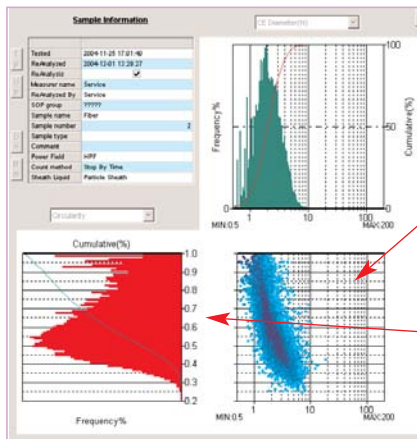 Sample Information
Tested 2004-11-25 17:01:40
ReAnalyzed 2004-12-01 13:29:27
ReAnalysis
Measurer name Service
ReAnalyzed By Service
SOP group ?????
Sample name Fiber
Sample number 2
Sample type
Comment
Power Field HPF
Count method Stop By Time
Sheath Liquid Particle Sheath
CE Diameter(N)
Frequency%
Cumulative(%)
100
50
0
1 10 100
MIN:0.5 MAX:200
Circularity
Cumulative(%)
1.0
0.9
0.8
0.7
0.6
0.5
0.4
0.3
0.2
Frequency%
1 10 100
MIN:0.5 MAX:200